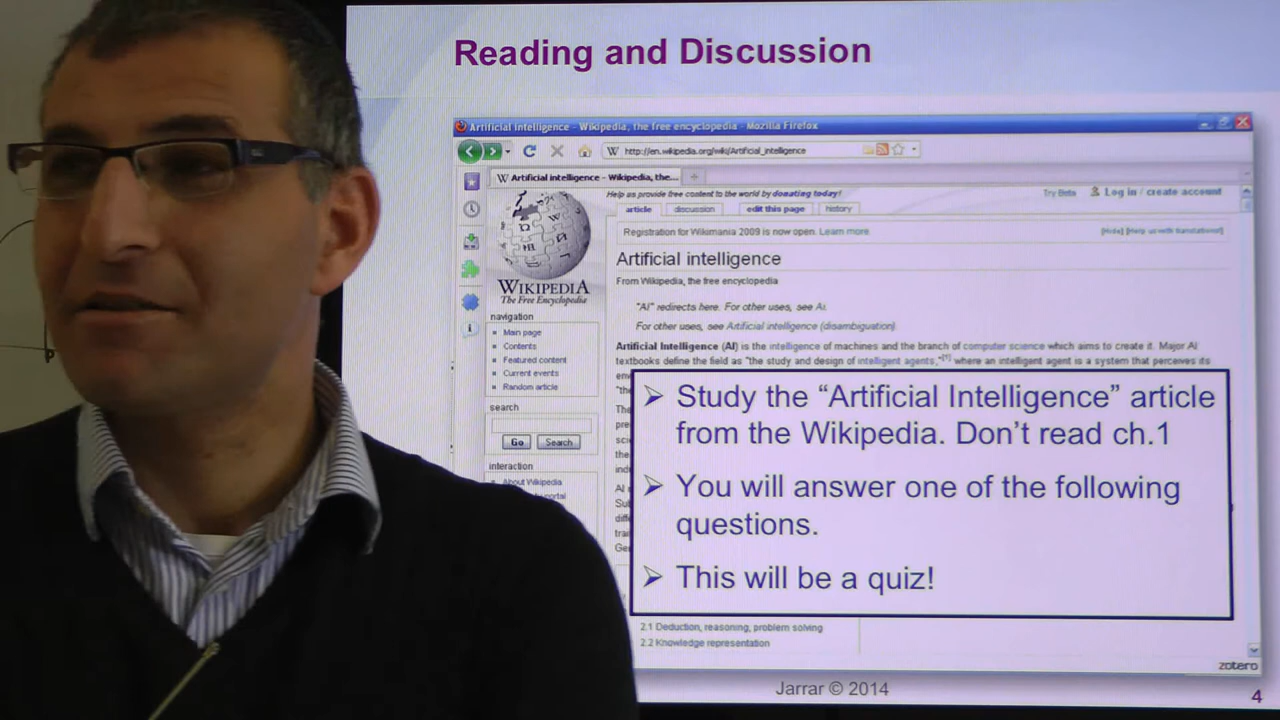 Reading and Discussion
Artificial intelligence - Wikipedia, the free encyclopedia - Mozilla Firefox
http://en.wikipedia.org/wiki/Artificial_intelligence
Artificial intelligence - Wikipedia, the...
Help us provide free content to the world by donating today!
Try Beta Log in / create account
article discussion edit this page history
Registration for Wikimania 2009 is now open. Learn more
[Hide] [Help us with translations!]
Artificial intelligence
From Wikipedia, the free encyclopedia
"AI" redirects here. For other uses, see Ai.
For other uses, see Artificial intelligence (disambiguation).
Artificial Intelligence (AI) is the intelligence of machines and the branch of computer science which aims to create it. Major AI
textbooks define the field as "the study and design of intelligent agents,"[1] where an intelligent agent is a system that perceives its
WIKIPEDIA
The Free Encyclopedia
navigation
Main page
Contents
Featured content
Current events
Random article
search
Go Search
interaction
About Wikipedia
portal
➢ Study the “Artificial Intelligence” article
from the Wikipedia. Don’t read ch.1
➢ You will answer one of the following
questions.
➢ This will be a quiz!
2.1 Deduction, reasoning, problem solving
2.2 Knowledge representation
zotero
Jarrar © 2014
4